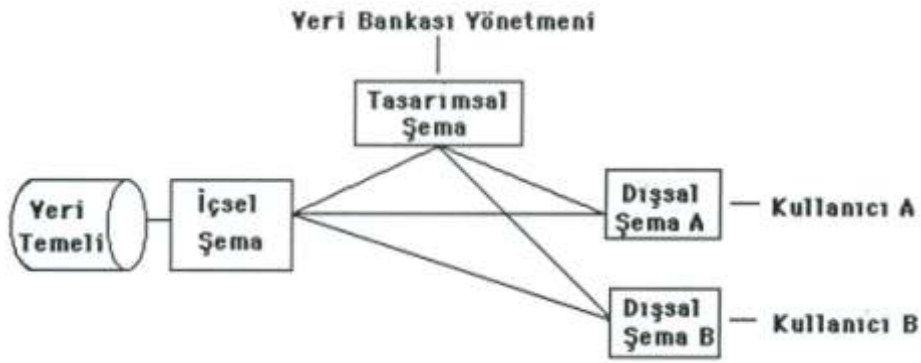 Veri Bankası Yönetmeni
Tasarımsal
Şema
Veri
Temeli
İçsel
Şema
Dışsal
Şema A
Kullanıcı A
Dışsal
Şema B
Kullanıcı B